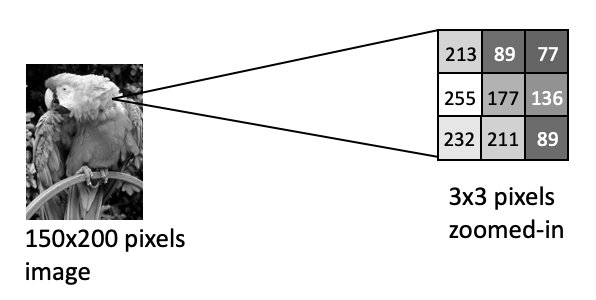 213 89 77
255 177 136
232 211 89
3x3 pixels
zoomed-in
150x200 pixels
image